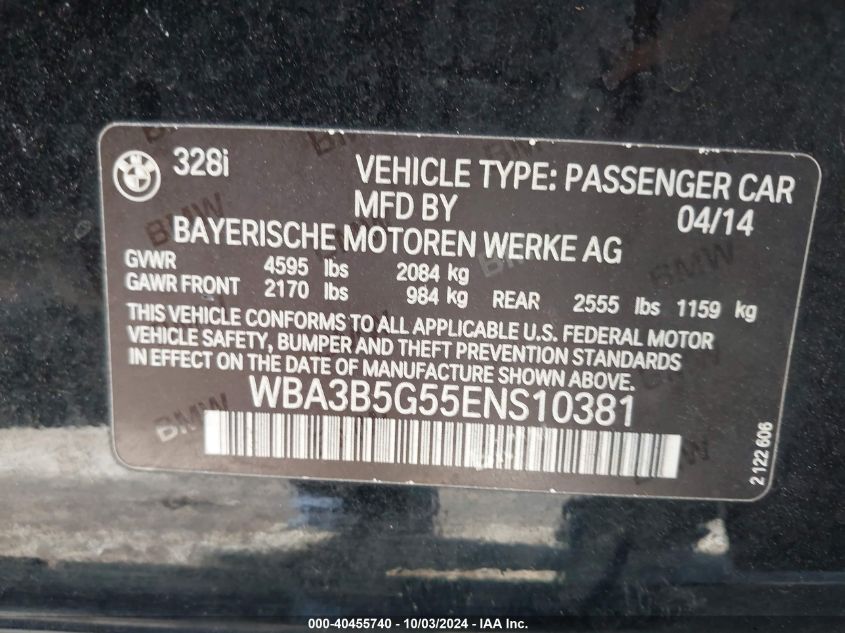 BMW 328i
VEHICLE TYPE: PASSENGER CAR
MFD BY 04/14
BAYERISCHE MOTOREN WERKE AG
GVWR 4595 lbs 2084 kg
GAWR FRONT 2170 lbs 984 kg REAR 2555 lbs 1159 kg
THIS VEHICLE CONFORMS TO ALL APPLICABLE U.S. FEDERAL MOTOR
VEHICLE SAFETY, BUMPER AND THEFT PREVENTION STANDARDS
IN EFFECT ON THE DATE OF MANUFACTURE SHOWN ABOVE.
WBA3B5G55ENS10381
2 122 606
000-40455740 - 10/03/2024 - IAA Inc.